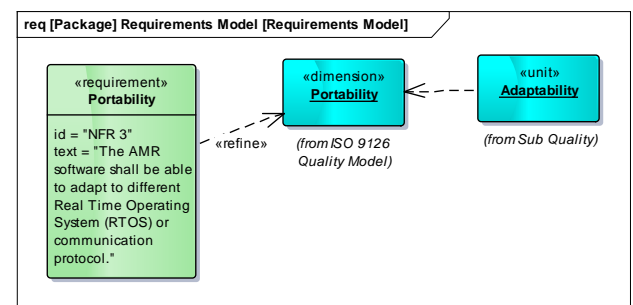 req [Package] Requirements Model [Requirements Model]
«requirement»
Portability
id = "NFR 3"
text = "The AMR
software shall be able
to adapt to different
Real Time Operating
System (RTOS) or
communication
protocol."
«refine»
«dimension»
Portability
(from ISO 9126
Quality Model)
«unit»
Adaptability
(from Sub Quality)